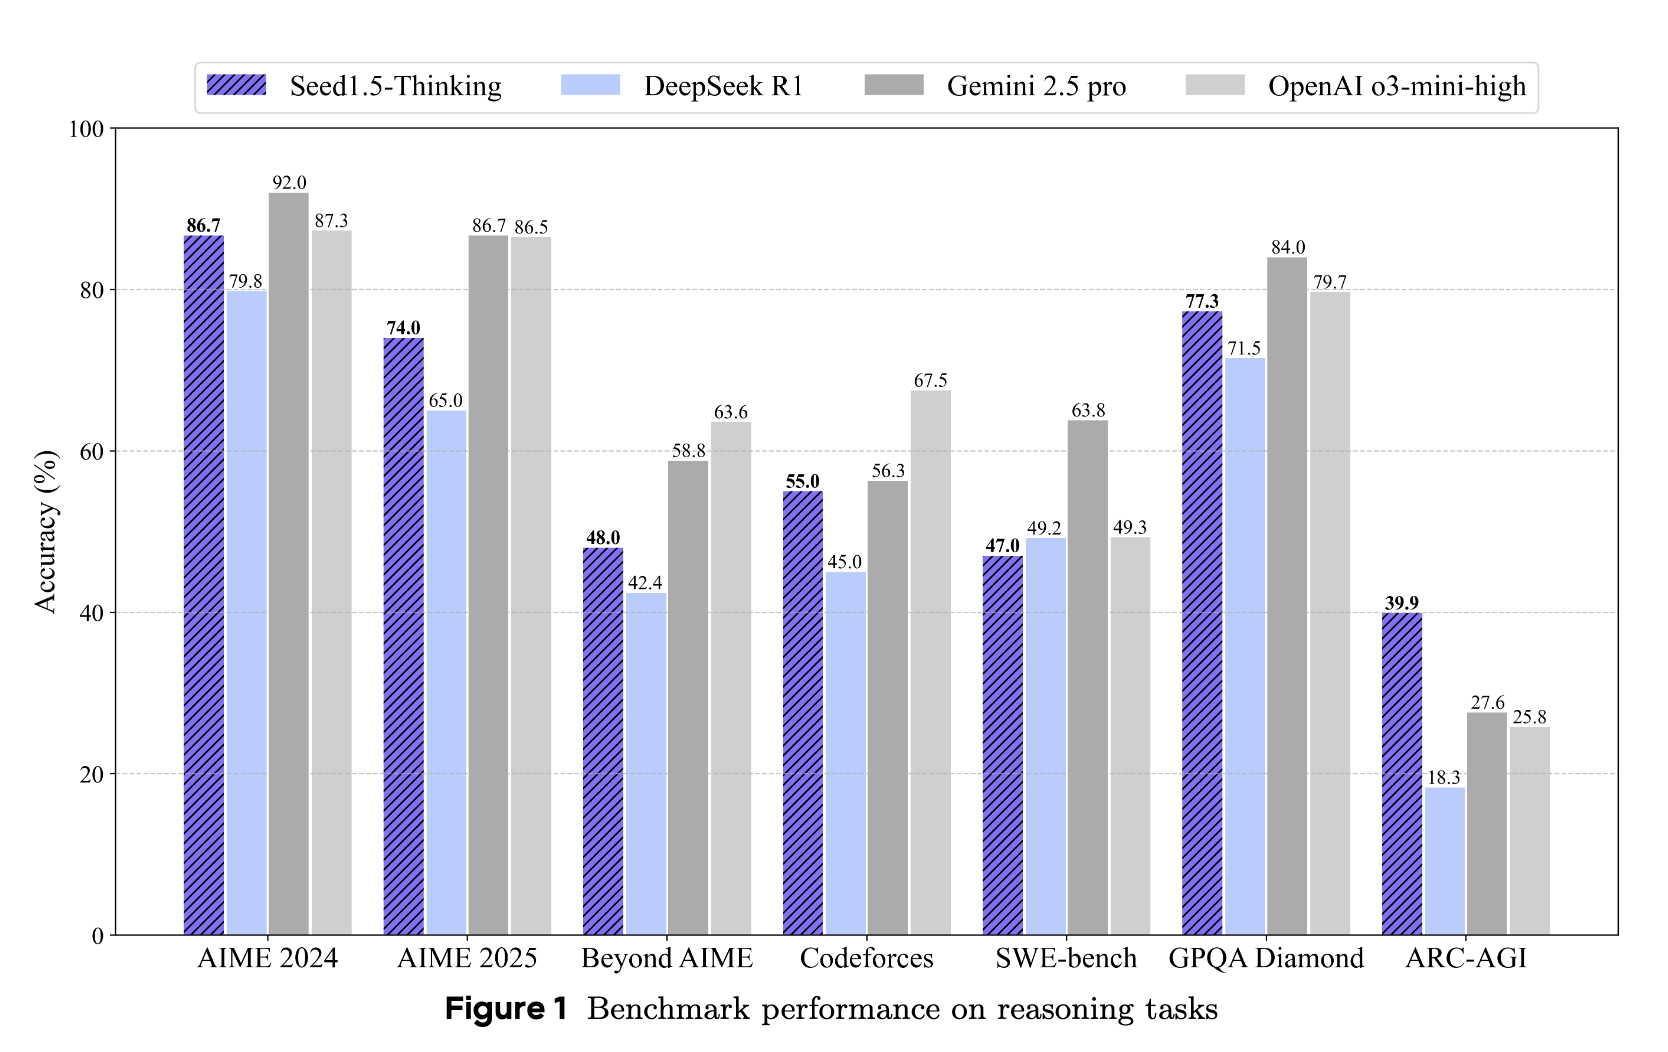 Seed1.5-Thinking DeepSeek R1 Gemini 2.5 pro OpenAI o3-mini-high
Accuracy (%)
100
80
60
40
20
0
86.7 79.8 92.0 87.3
74.0 65.0 86.7 86.5
48.0 42.4 58.8 63.6
55.0 45.0 56.3 67.5
47.0 49.2 63.8 49.3
77.3 71.5 84.0 79.7
39.9 18.3 27.6 25.8
AIME 2024 AIME 2025 Beyond AIME Codeforces SWE-bench GPQA Diamond ARC-AGI
Figure 1 Benchmark performance on reasoning tasks